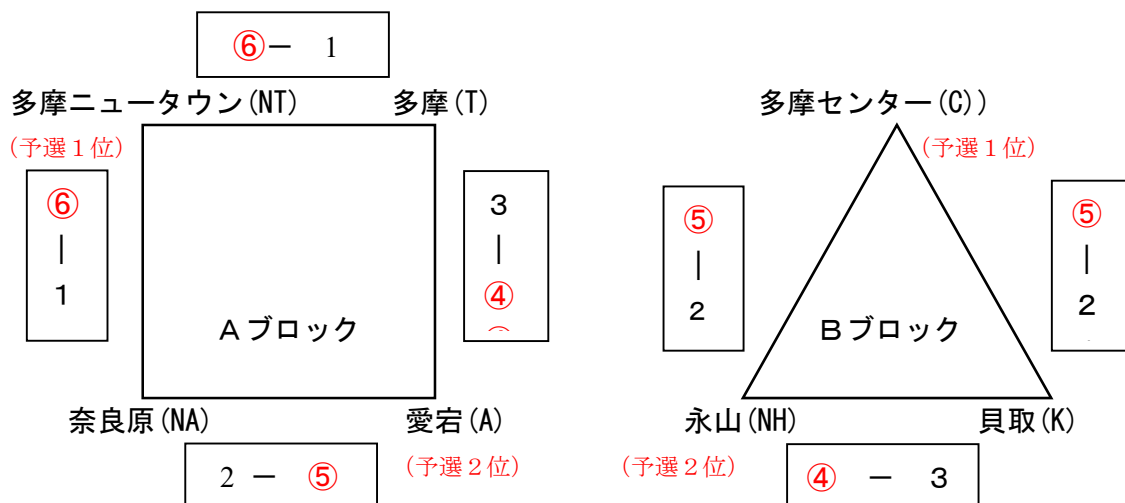 ⑥－ 1
多摩ニュータウン(NT)
多摩(T)
(予選１位)
⑥
｜
１
３
｜
④
Ａブロック
奈良原(NA)
愛宕(A)
2 － ⑤
(予選２位)
多摩センター(C))
(予選１位)
⑤
｜
２
⑤
｜
２
Ｂブロック
永山(NH)
貝取(K)
(予選２位)
④ － ３